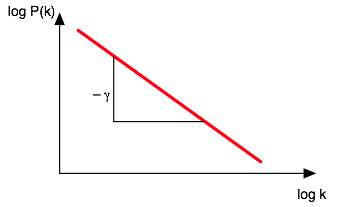 log P(k)
– γ
log k